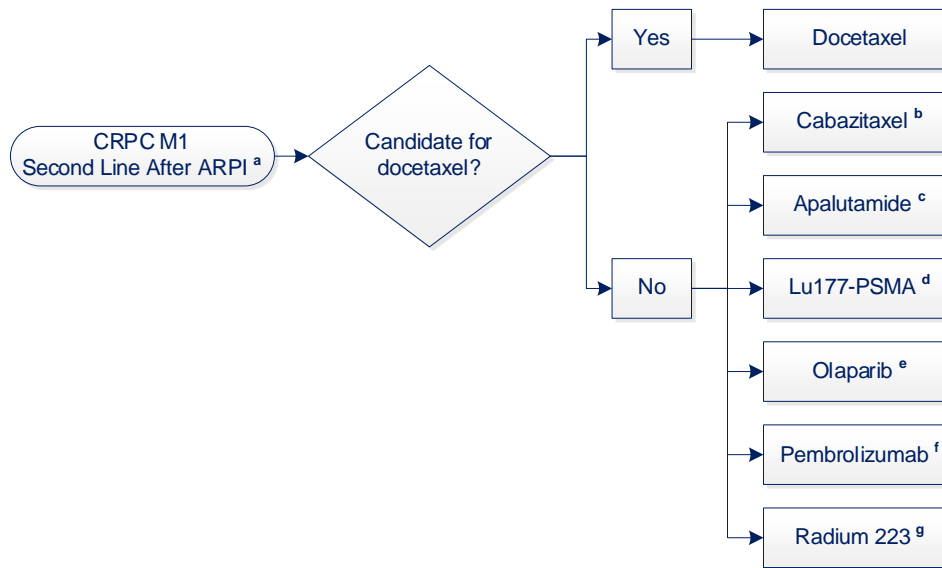 CRPC M1
Second Line After ARPI a
Candidate for
docetaxel?
Yes
Docetaxel
No
Cabazitaxel b
Apalutamide c
Lu177-PSMA d
Olaparib e
Pembrolizumab f
Radium 223 g